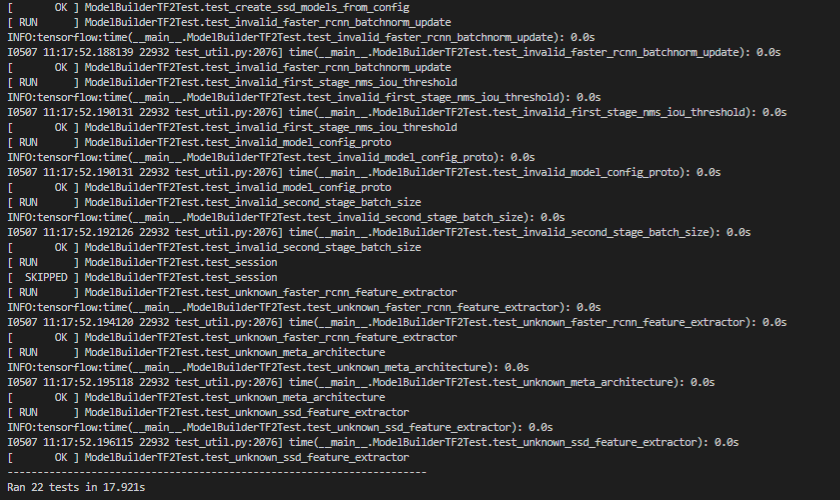 [       OK ] ModelBuilderTF2Test.test_create_ssd_models_from_config
[ RUN      ] ModelBuilderTF2Test.test_invalid_faster_rcnn_batchnorm_update
INFO:tensorflow:time(__main__.ModelBuilderTF2Test.test_invalid_faster_rcnn_batchnorm_update): 0.0s
I0507 11:17:52.188139 22932 test_util.py:2076] time(__main__.ModelBuilderTF2Test.test_invalid_faster_rcnn_batchnorm_update): 0.0s
[       OK ] ModelBuilderTF2Test.test_invalid_faster_rcnn_batchnorm_update
[ RUN      ] ModelBuilderTF2Test.test_invalid_first_stage_nms_iou_threshold
INFO:tensorflow:time(__main__.ModelBuilderTF2Test.test_invalid_first_stage_nms_iou_threshold): 0.0s
I0507 11:17:52.190131 22932 test_util.py:2076] time(__main__.ModelBuilderTF2Test.test_invalid_first_stage_nms_iou_threshold): 0.0s
[       OK ] ModelBuilderTF2Test.test_invalid_first_stage_nms_iou_threshold
[ RUN      ] ModelBuilderTF2Test.test_invalid_model_config_proto
INFO:tensorflow:time(__main__.ModelBuilderTF2Test.test_invalid_model_config_proto): 0.0s
I0507 11:17:52.190131 22932 test_util.py:2076] time(__main__.ModelBuilderTF2Test.test_invalid_model_config_proto): 0.0s
[       OK ] ModelBuilderTF2Test.test_invalid_model_config_proto
[ RUN      ] ModelBuilderTF2Test.test_invalid_second_stage_batch_size
INFO:tensorflow:time(__main__.ModelBuilderTF2Test.test_invalid_second_stage_batch_size): 0.0s
I0507 11:17:52.192126 22932 test_util.py:2076] time(__main__.ModelBuilderTF2Test.test_invalid_second_stage_batch_size): 0.0s
[       OK ] ModelBuilderTF2Test.test_invalid_second_stage_batch_size
[ RUN      ] ModelBuilderTF2Test.test_session
[  SKIPPED ] ModelBuilderTF2Test.test_session
[ RUN      ] ModelBuilderTF2Test.test_unknown_faster_rcnn_feature_extractor
INFO:tensorflow:time(__main__.ModelBuilderTF2Test.test_unknown_faster_rcnn_feature_extractor): 0.0s
I0507 11:17:52.194120 22932 test_util.py:2076] time(__main__.ModelBuilderTF2Test.test_unknown_faster_rcnn_feature_extractor): 0.0s
[       OK ] ModelBuilderTF2Test.test_unknown_faster_rcnn_feature_extractor
[ RUN      ] ModelBuilderTF2Test.test_unknown_meta_architecture
INFO:tensorflow:time(__main__.ModelBuilderTF2Test.test_unknown_meta_architecture): 0.0s
I0507 11:17:52.195118 22932 test_util.py:2076] time(__main__.ModelBuilderTF2Test.test_unknown_meta_architecture): 0.0s
[       OK ] ModelBuilderTF2Test.test_unknown_meta_architecture
[ RUN      ] ModelBuilderTF2Test.test_unknown_ssd_feature_extractor
INFO:tensorflow:time(__main__.ModelBuilderTF2Test.test_unknown_ssd_feature_extractor): 0.0s
I0507 11:17:52.196115 22932 test_util.py:2076] time(__main__.ModelBuilderTF2Test.test_unknown_ssd_feature_extractor): 0.0s
[       OK ] ModelBuilderTF2Test.test_unknown_ssd_feature_extractor
----------------------------------------------------------------------
Ran 22 tests in 17.921s